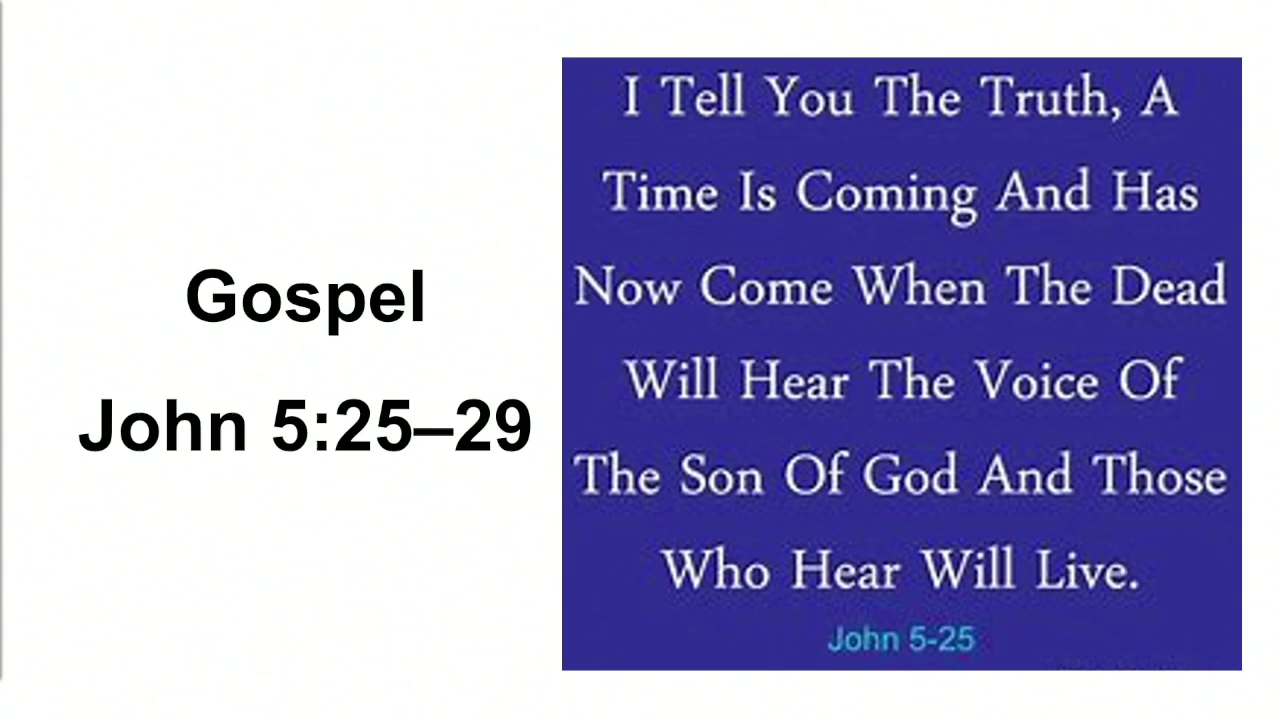 Gospel
John 5:25–29
I Tell You The Truth, A
Time Is Coming And Has
Now Come When The Dead
Will Hear The Voice Of
The Son Of God And Those
Who Hear Will Live.
John 5-25